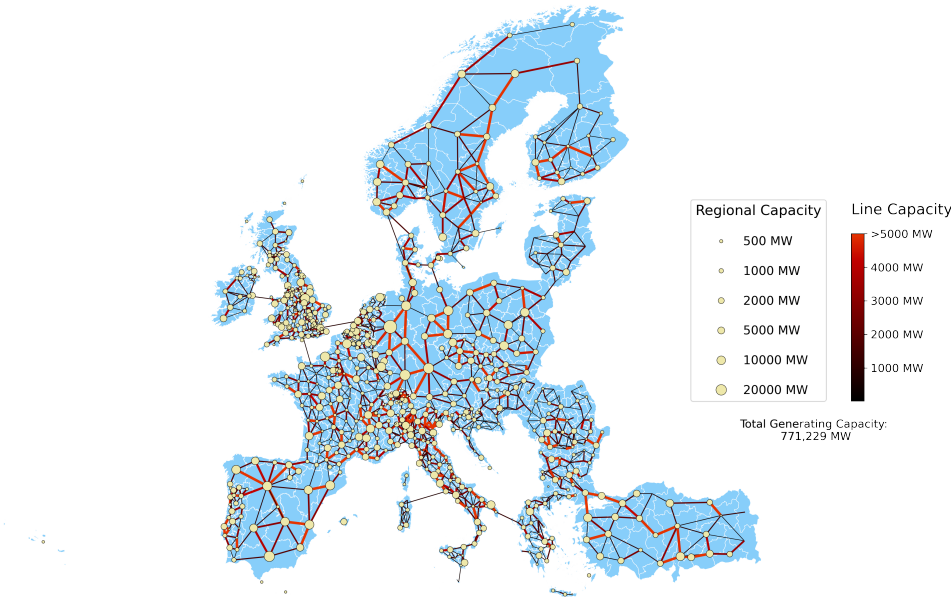 Regional Capacity
500 MW
1000 MW
2000 MW
5000 MW
10000 MW
20000 MW
Line Capacity
>5000 MW
4000 MW
3000 MW
2000 MW
1000 MW
Total Generating Capacity:
771,229 MW